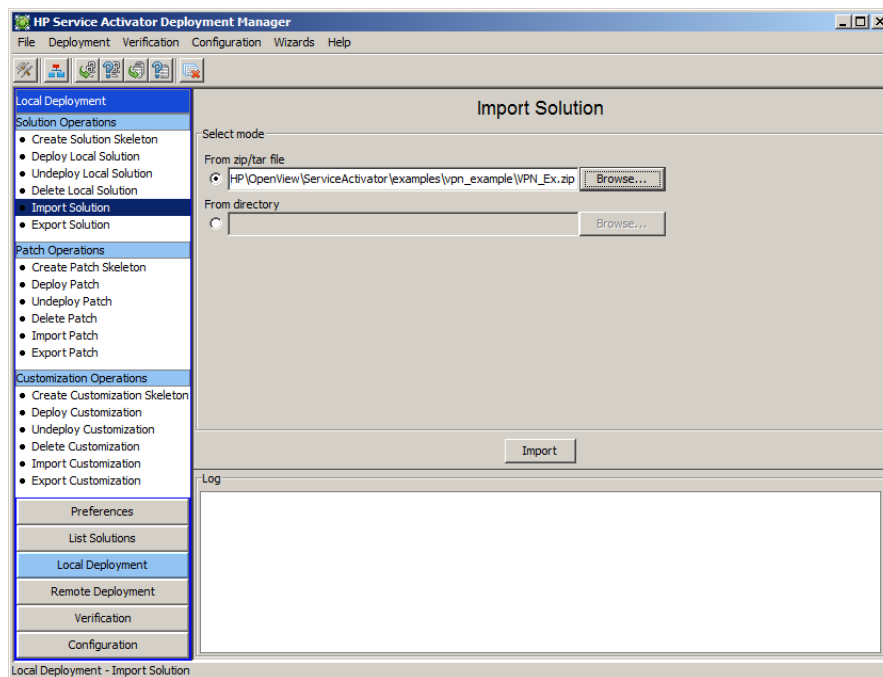 HP Service Activator Deployment Manager
File Deployment Verification Configuration Wizards Help
Local Deployment
Solution Operations
Create Solution Skeleton
Deploy Local Solution
Undeploy Local Solution
Delete Local Solution
Import Solution
Export Solution
Patch Operations
Create Patch Skeleton
Deploy Patch
Undeploy Patch
Delete Patch
Import Patch
Export Patch
Customization Operations
Create Customization Skeleton
Deploy Customization
Undeploy Customization
Delete Customization
Import Customization
Export Customization
Preferences
List Solutions
Local Deployment
Remote Deployment
Verification
Configuration
Import Solution
Select mode
From zip/tar file
HP\OpenView\ServiceActivator\examples\vpn_example\VPN_Ex.zip Browse...
From directory
Browse...
Import
Log
Local Deployment - Import Solution